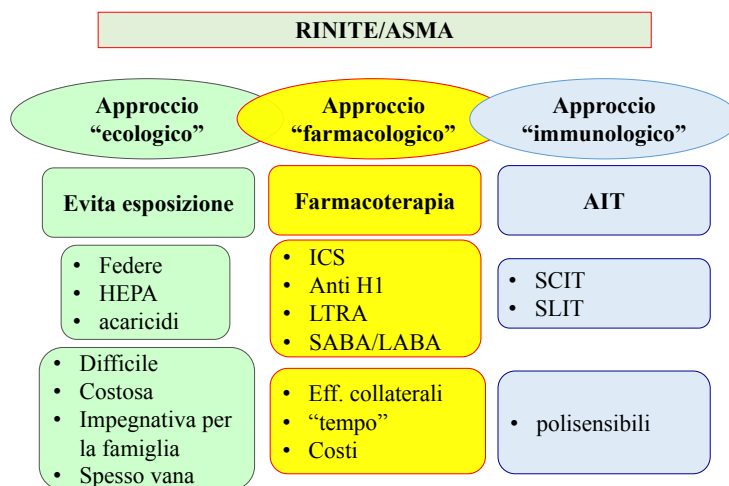 RINITE/ASMA
Approccio
“ecologico”
Approccio
“farmacologico”
Approccio
“immunologico”
Evita esposizione
Farmacoterapia
AIT
• Federe
• HEPA
• acaricidi
• ICS
• Anti H1
• LTRA
• SABA/LABA
• SCIT
• SLIT
• Difficile
• Costosa
• Impegnativa per
la famiglia
• Spesso vana
• Eff. collaterali
• “tempo”
• Costi
• polisensibili